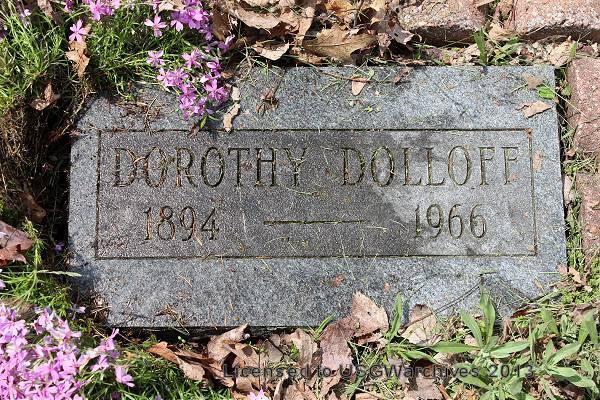 DOROTHY DOLLOFF
1894 — 1966
Licensed to USGWarchives 2013